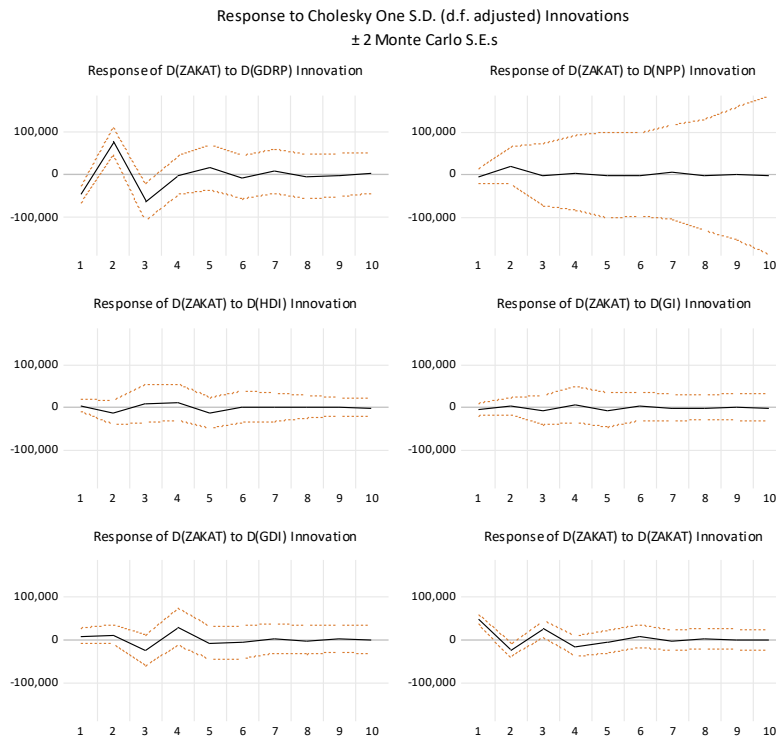 Response to Cholesky One S.D. (d.f. adjusted) Innovations
± 2 Monte Carlo S.E.s
Response of D(ZAKAT) to D(GDRP) Innovation
100,000
0
-100,000
1 2 3 4 5 6 7 8 9 10
Response of D(ZAKAT) to D(NPP) Innovation
100,000
0
-100,000
1 2 3 4 5 6 7 8 9 10
Response of D(ZAKAT) to D(HDI) Innovation
100,000
0
-100,000
1 2 3 4 5 6 7 8 9 10
Response of D(ZAKAT) to D(GI) Innovation
100,000
0
-100,000
1 2 3 4 5 6 7 8 9 10
Response of D(ZAKAT) to D(GDI) Innovation
100,000
0
-100,000
1 2 3 4 5 6 7 8 9 10
Response of D(ZAKAT) to D(ZAKAT) Innovation
100,000
0
-100,000
1 2 3 4 5 6 7 8 9 10